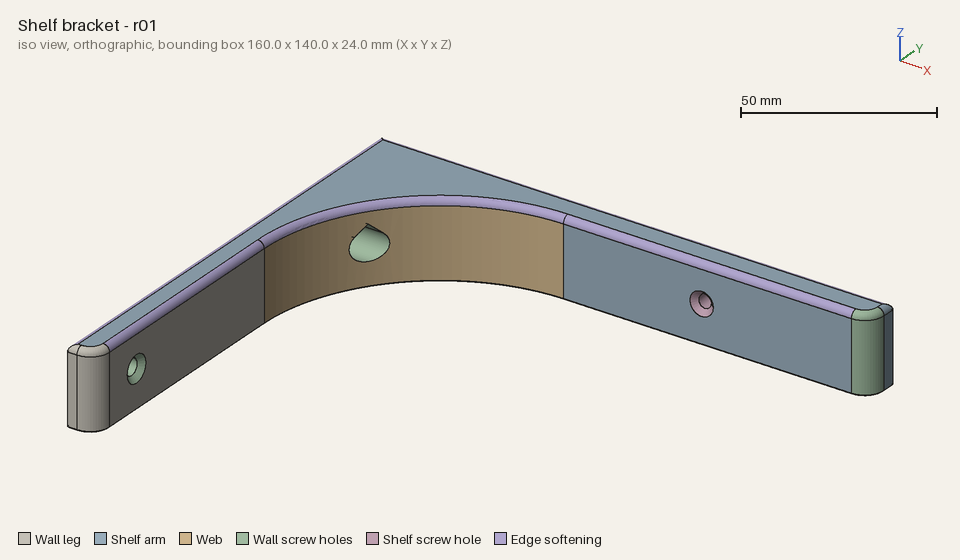 Shelf bracket - r01
iso view, orthographic, bounding box 160.0 x 140.0 x 24.0 mm (X x Y x Z)
Z
Y
X
50 mm
Wall leg
Shelf arm
Web
Wall screw holes
Shelf screw hole
Edge softening